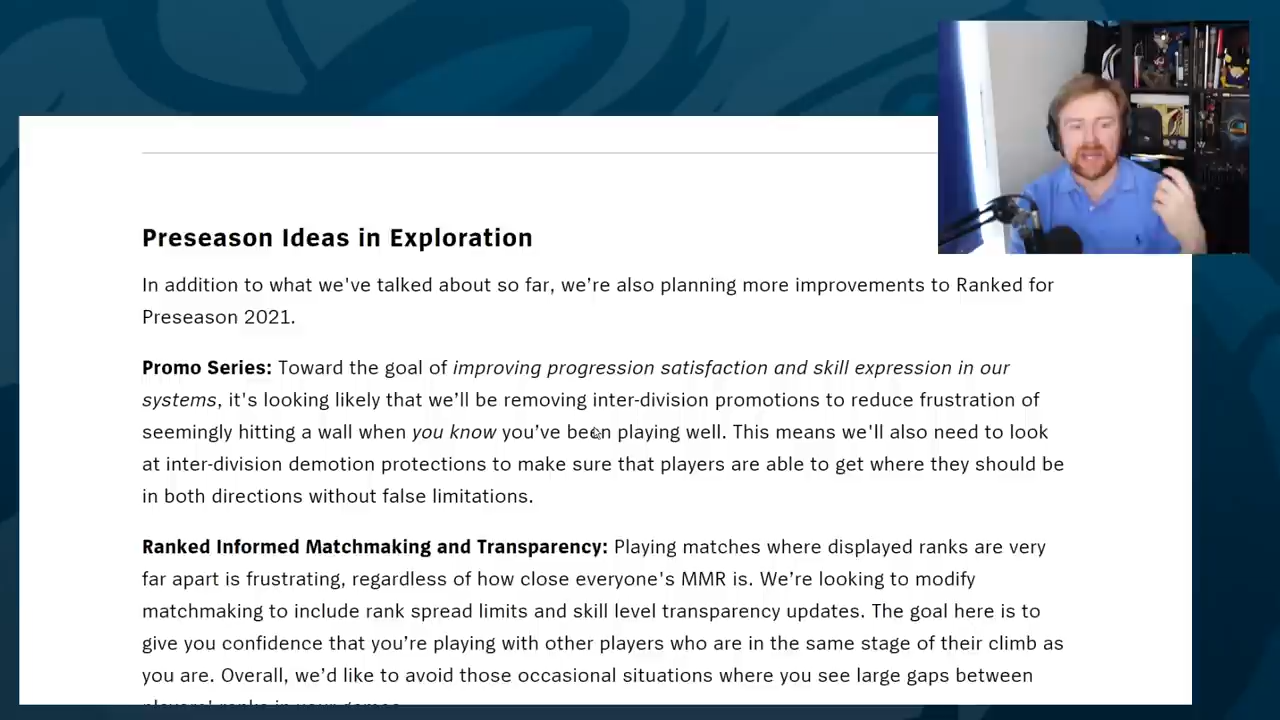 Preseason Ideas in Exploration
In addition to what we've talked about so far, we're also planning more improvements to Ranked for
Preseason 2021.
Promo Series: Toward the goal of improving progression satisfaction and skill expression in our
systems, it's looking likely that we'll be removing inter-division promotions to reduce frustration of
seemingly hitting a wall when you know you've been playing well. This means we'll also need to look
at inter-division demotion protections to make sure that players are able to get where they should be
in both directions without false limitations.
Ranked Informed Matchmaking and Transparency: Playing matches where displayed ranks are very
far apart is frustrating, regardless of how close everyone's MMR is. We're looking to modify
matchmaking to include rank spread limits and skill level transparency updates. The goal here is to
give you confidence that you're playing with other players who are in the same stage of their climb as
you are. Overall, we'd like to avoid those occasional situations where you see large gaps between
players' ranks in your games.